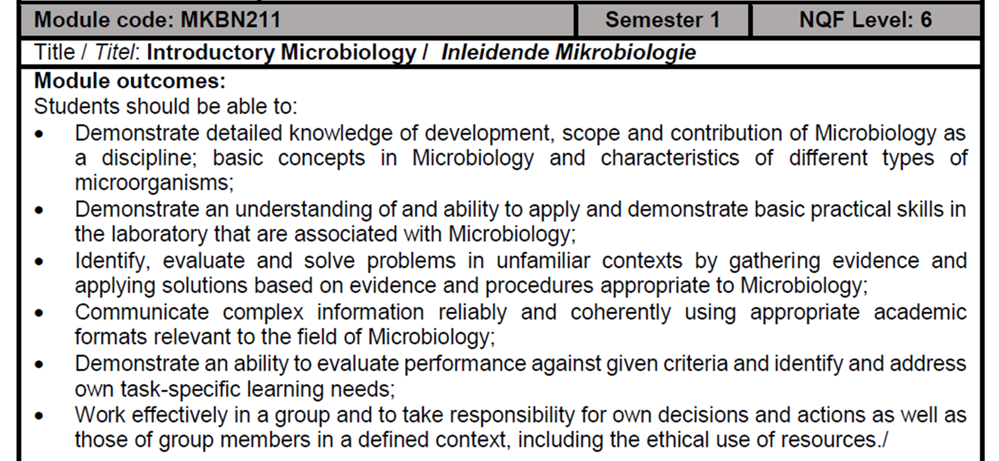 Module code: MKBN211 Semester 1 NQF Level: 6
Title / Titel: Introductory Microbiology / Inleidende Mikrobiologie
Module outcomes:
Students should be able to:
• Demonstrate detailed knowledge of development, scope and contribution of Microbiology as
a discipline; basic concepts in Microbiology and characteristics of different types of
microorganisms;
• Demonstrate an understanding of and ability to apply and demonstrate basic practical skills in
the laboratory that are associated with Microbiology;
• Identify, evaluate and solve problems in unfamiliar contexts by gathering evidence and
applying solutions based on evidence and procedures appropriate to Microbiology;
• Communicate complex information reliably and coherently using appropriate academic
formats relevant to the field of Microbiology;
• Demonstrate an ability to evaluate performance against given criteria and identify and address
own task-specific learning needs;
• Work effectively in a group and to take responsibility for own decisions and actions as well as
those of group members in a defined context, including the ethical use of resources./